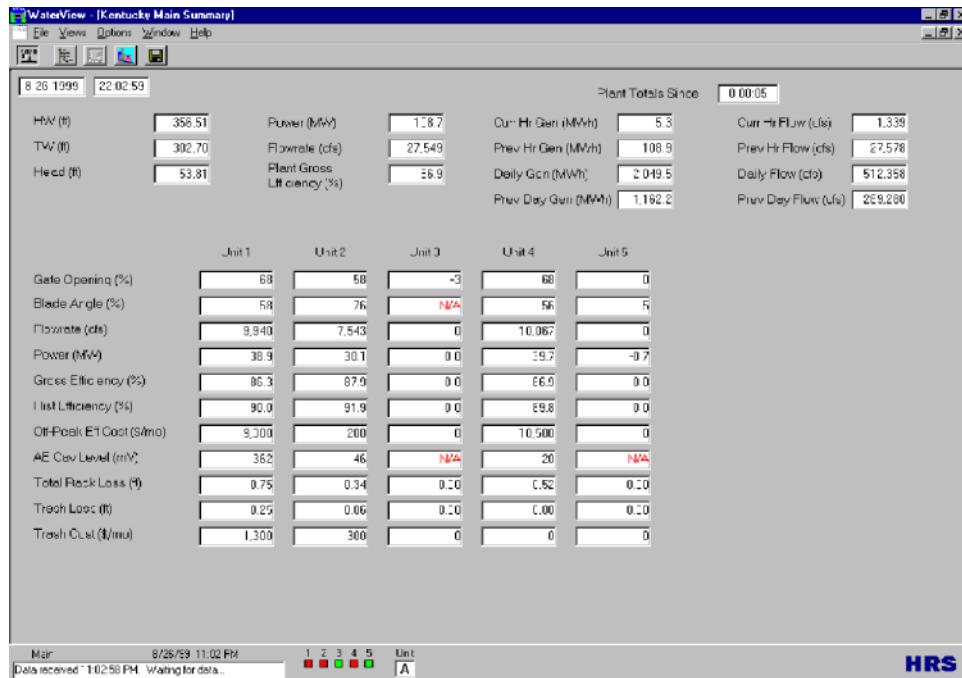 WaterView - [Kentucky Main Summary]
File Views Options Window Help
8 26 1999 22:02:59 Plant Totals Since 0 00:05
HW (ft) 356.51 Power (MW) 108.7 Curr Hr Gen (MWh) 5.3 Curr Hr Flow (cfs) 1,339
TW (ft) 302.70 Flowrate (cfs) 27,549 Prev Hr Gen (MWh) 108.9 Prev Hr Flow (cfs) 27,578
Head (ft) 53.81 Plant Gross Efficiency (%) 86.9 Daily Gen (MWh) 2 049.5 Daily Flow (cfs) 512,358
Prev Day Gen (MWh) 1,162.2 Prev Day Flow (cfs) 289,280
Unit 1 Unit 2 Unit 3 Unit 4 Unit 5
Gate Opening (%) 68 58 -3 68 0
Blade Angle (%) 58 76 N/A 56 5
Flowrate (cfs) 9,940 7,543 0 10,067 0
Power (MW) 38.9 30.1 0.0 39.7 -0.7
Gross Efficiency (%) 86.3 87.9 0.0 86.9 0.0
Hist Efficiency (%) 90.0 91.9 0.0 89.8 0.0
Off-Peak Eff Cost ($/mo) 9,300 200 0 10,500 0
AE Cav Level (mV) 362 46 N/A 20 N/A
Total Rack Loss (ft) 0.75 0.34 0.00 0.52 0.00
Trash Loss (ft) 0.25 0.06 0.00 0.00 0.00
Trash Cost ($/mo) 1,300 300 0 0 0
Main 8/26/99 11:02 PM 1 2 3 4 5 Unit
Data received 11:02:58 PM. Waiting for data... A
HRS